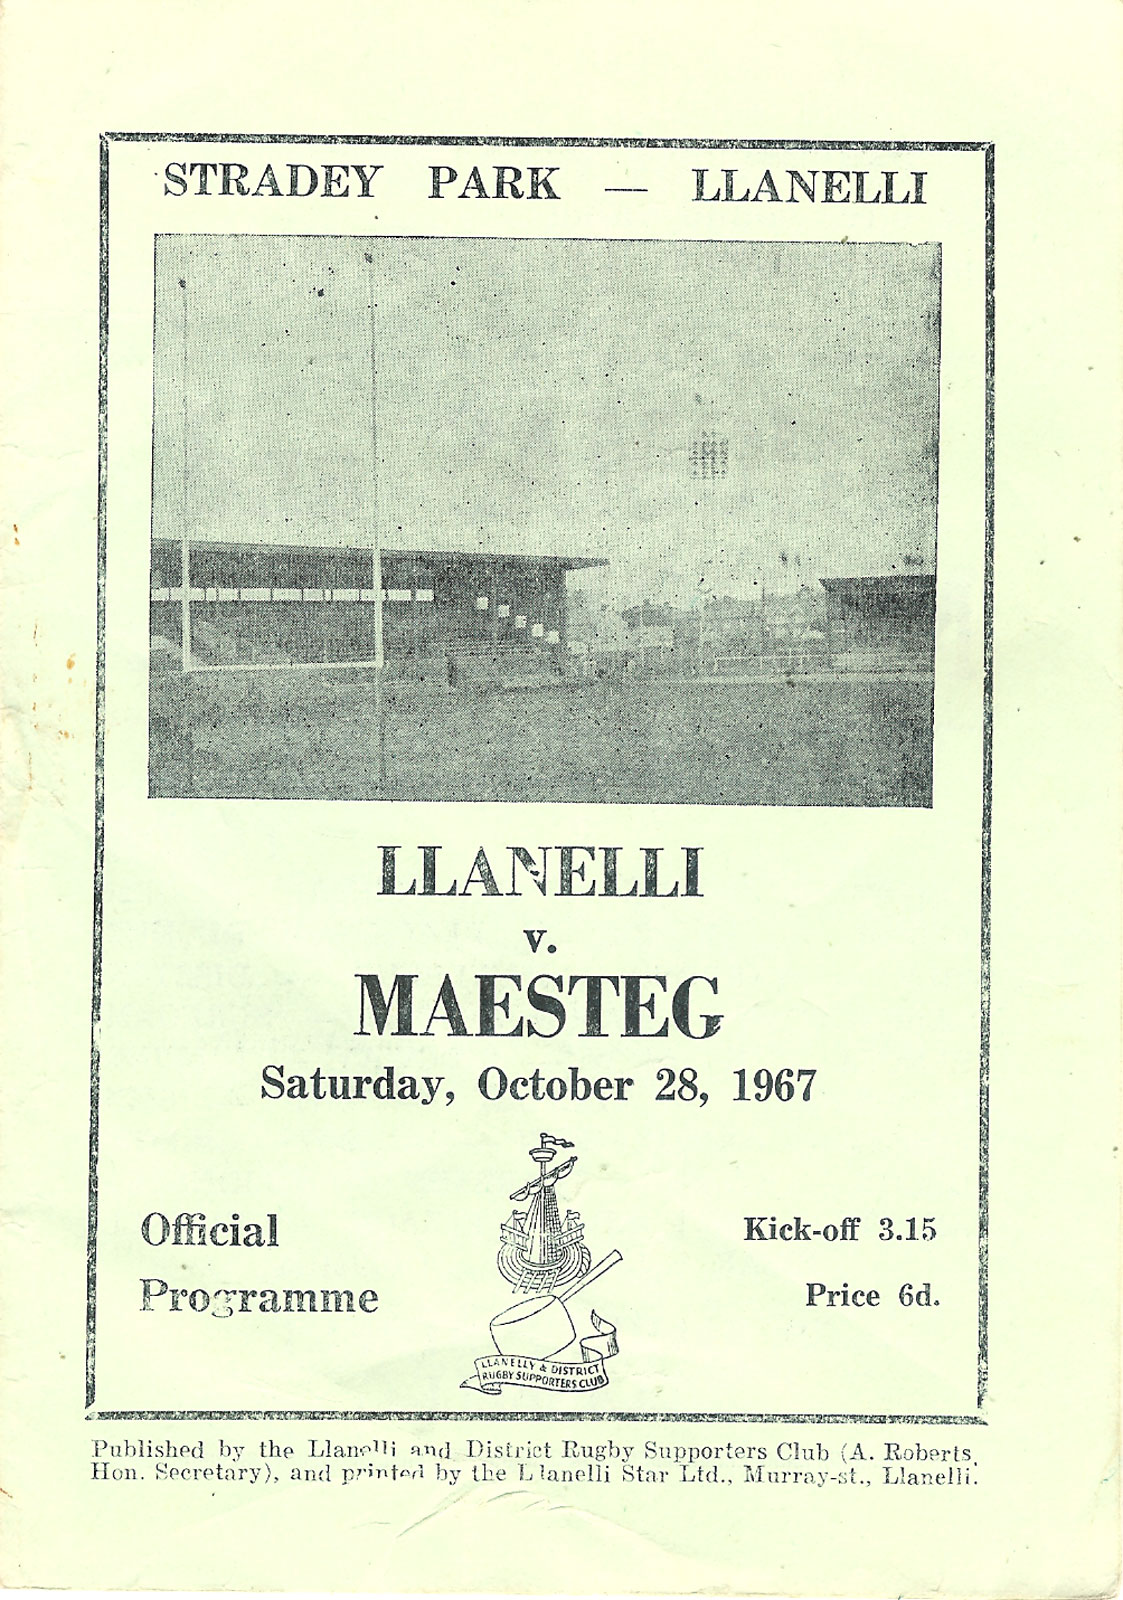 STRADEY PARK — LLANELLI
LLANELLI
v.
MAESTEG
Saturday, October 28, 1967
Official
Programme
Kick-off 3.15
Price 6d.
LLANELLY & DISTRICT
RUGBY SUPPORTERS CLUB
Published by the Llanelli and District Rugby Supporters Club (A. Roberts,
Hon. Secretary), and printed by the Llanelli Star Ltd., Murray-st., Llanelli.